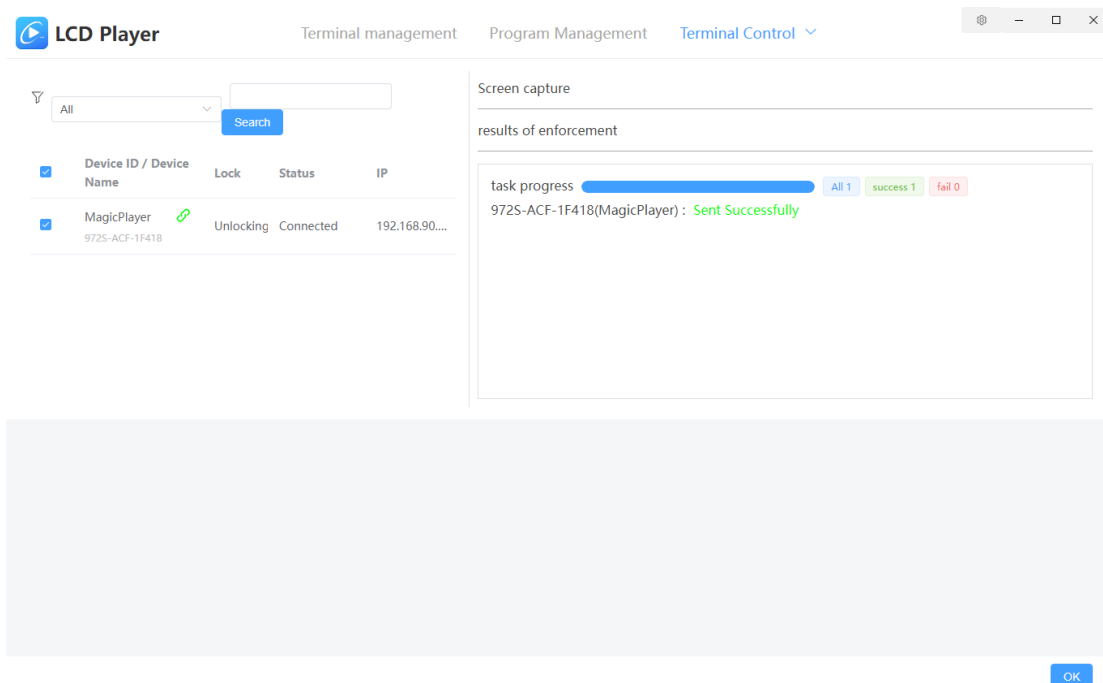 LCD Player
Terminal management
Program Management
Terminal Control
All
Search
Device ID / Device
Name
Lock
Status
IP
MagicPlayer
972S-ACF-1F418
Unlocking
Connected
192.168.90....
Screen capture
results of enforcement
task progress
All 1
success 1
fail 0
972S-ACF-1F418(MagicPlayer) : Sent Successfully
OK